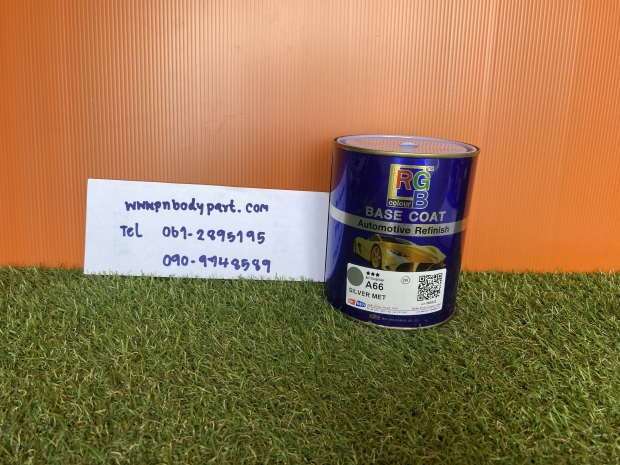 www.pnbodypart.com
Tel 061-2895195
090-9948589
RGB
colour
BASE COAT
Automotive Refinish
★★★
A66
SILVER MET